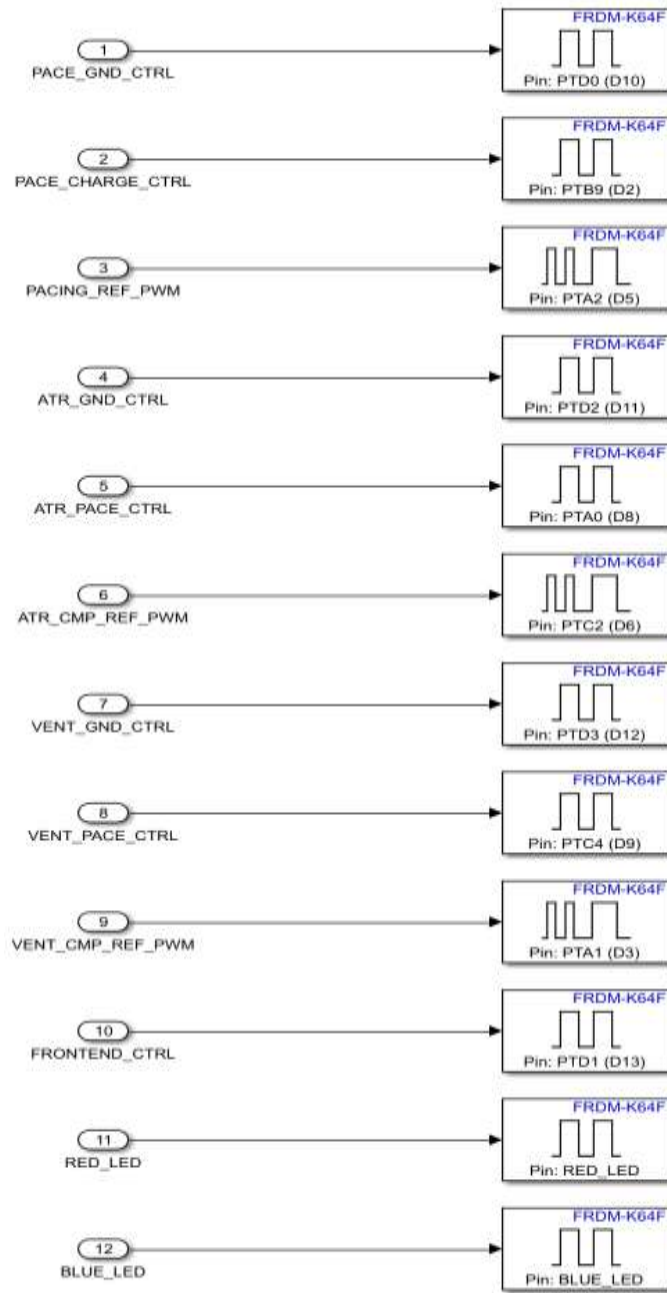 FRDM-K64F
1
PACE_GND_CTRL
Pin: PTD0 (D10)
FRDM-K64F
2
PACE_CHARGE_CTRL
Pin: PTB9 (D2)
FRDM-K64F
3
PACING_REF_PWM
Pin: PTA2 (D5)
FRDM-K64F
4
ATR_GND_CTRL
Pin: PTD2 (D11)
FRDM-K64F
5
ATR_PACE_CTRL
Pin: PTA0 (D8)
FRDM-K64F
6
ATR_CMP_REF_PWM
Pin: PTC2 (D6)
FRDM-K64F
7
VENT_GND_CTRL
Pin: PTD3 (D12)
FRDM-K64F
8
VENT_PACE_CTRL
Pin: PTC4 (D9)
FRDM-K64F
9
VENT_CMP_REF_PWM
Pin: PTA1 (D3)
FRDM-K64F
10
FRONTEND_CTRL
Pin: PTD1 (D13)
FRDM-K64F
11
RED_LED
Pin: RED_LED
FRDM-K64F
12
BLUE_LED
Pin: BLUE_LED